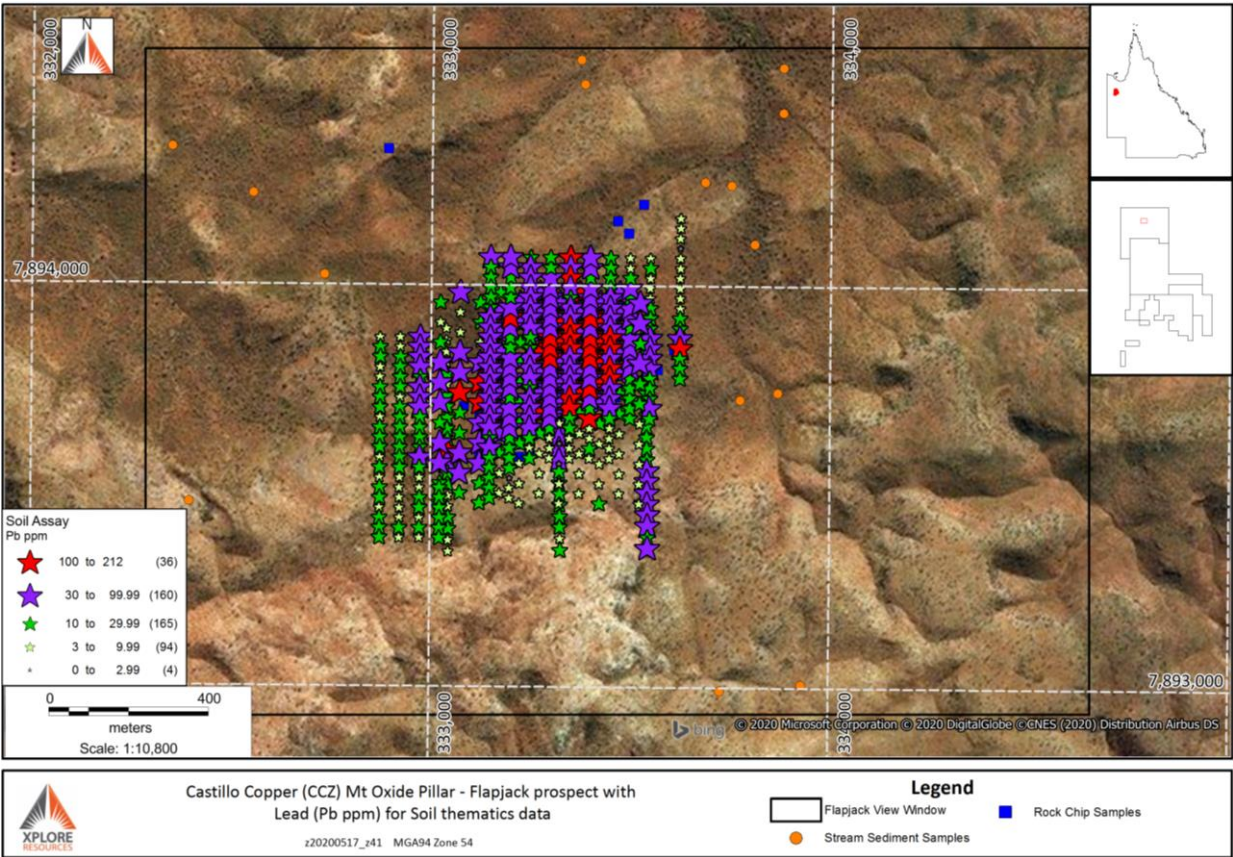 N
332,000
333,000
334,000
7,894,000
7,893,000
333,000
334,000
Soil Assay
Pb ppm
100 to 212 (36)
30 to 99.99 (160)
10 to 29.99 (165)
3 to 9.99 (94)
0 to 2.99 (4)
0 400
meters
Scale: 1:10,800
bing © 2020 Microsoft Corporation © 2020 DigitalGlobe ©CNES (2020) Distribution Airbus DS
XPLORE
RESOURCES
Castillo Copper (CCZ) Mt Oxide Pillar - Flapjack prospect with
Lead (Pb ppm) for Soil thematics data
z20200517_z41 MGA94 Zone 54
Legend
Flapjack View Window
Rock Chip Samples
Stream Sediment Samples